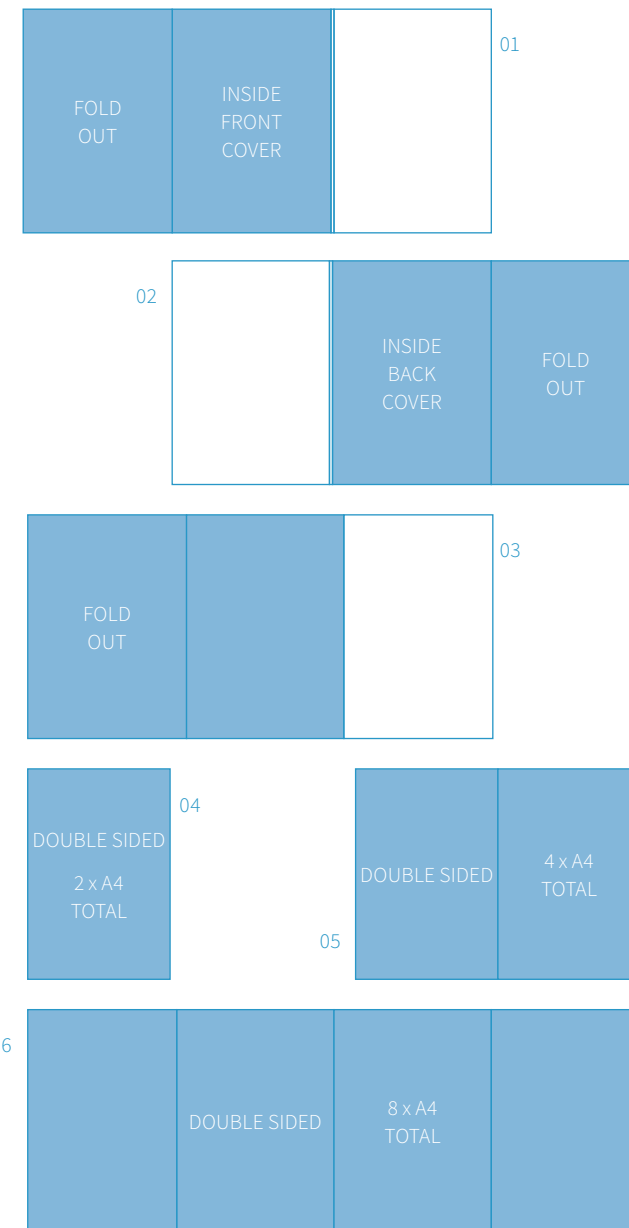 01
FOLD
OUT
INSIDE
FRONT
COVER
02
INSIDE
BACK
COVER
FOLD
OUT
03
FOLD
OUT
04
DOUBLE SIDED
2 x A4
TOTAL
DOUBLE SIDED
4 x A4
TOTAL
05
6
DOUBLE SIDED
8 x A4
TOTAL